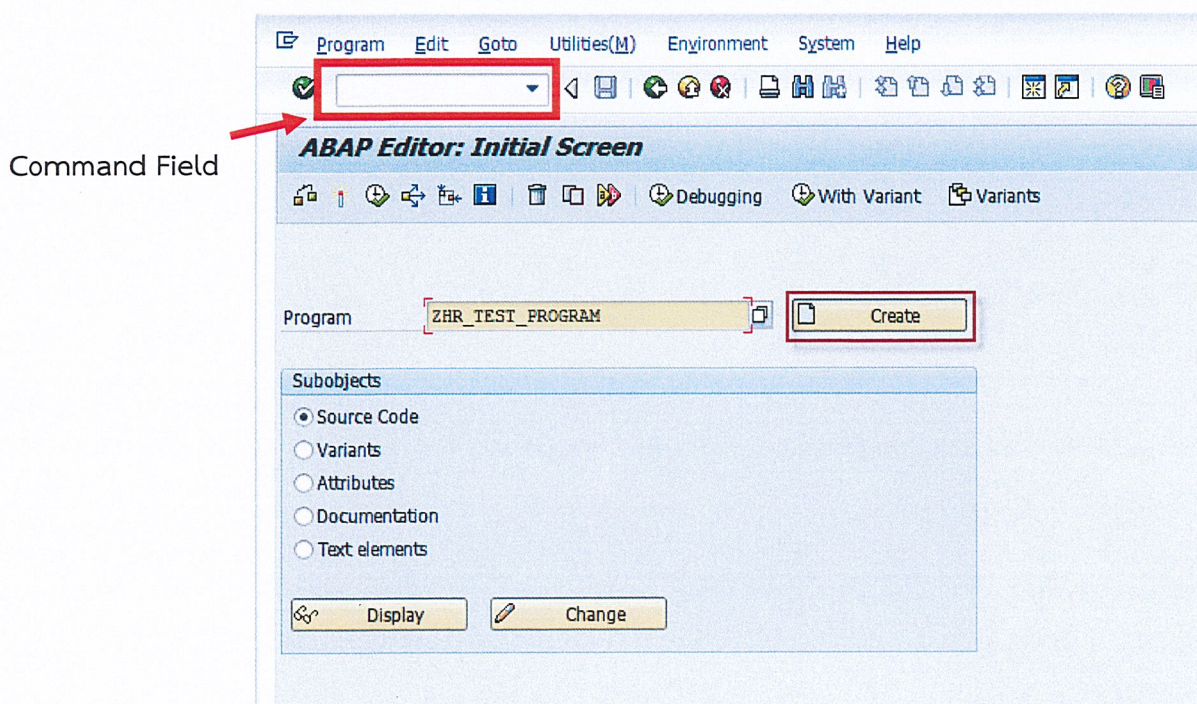 Program Edit Goto Utilities(M) Environment System Help
Command Field
ABAP Editor: Initial Screen
Debugging With Variant Variants
Program ZHR_TEST_PROGRAM Create
Subobjects
Source Code
Variants
Attributes
Documentation
Text elements
Display Change